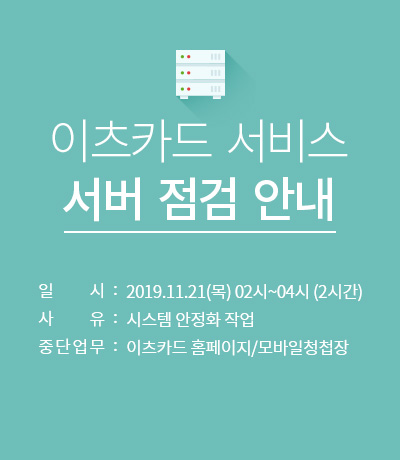 이츠카드 서비스
서버 점검 안내
일 시 : 2019.11.21(목) 02시~04시 (2시간)
사 유 : 시스템 안정화 작업
중단업무 : 이츠카드 홈페이지/모바일청첩장